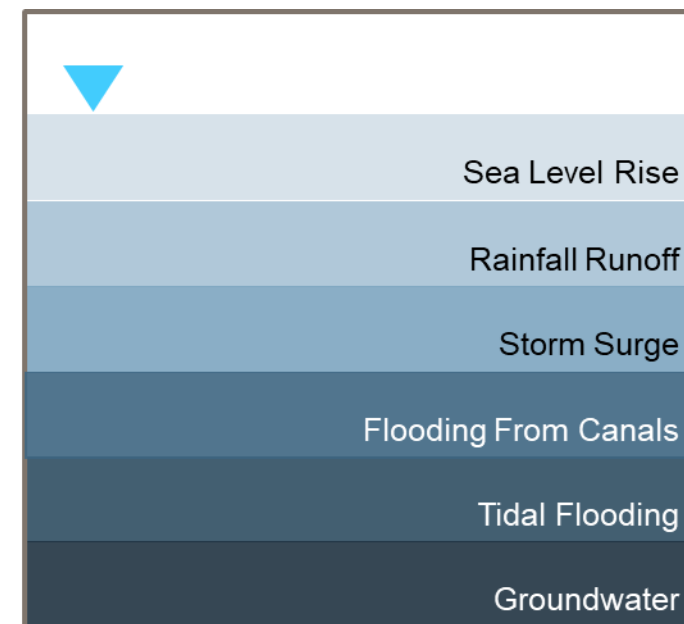 Sea Level Rise
Rainfall Runoff
Storm Surge
Flooding From Canals
Tidal Flooding
Groundwater